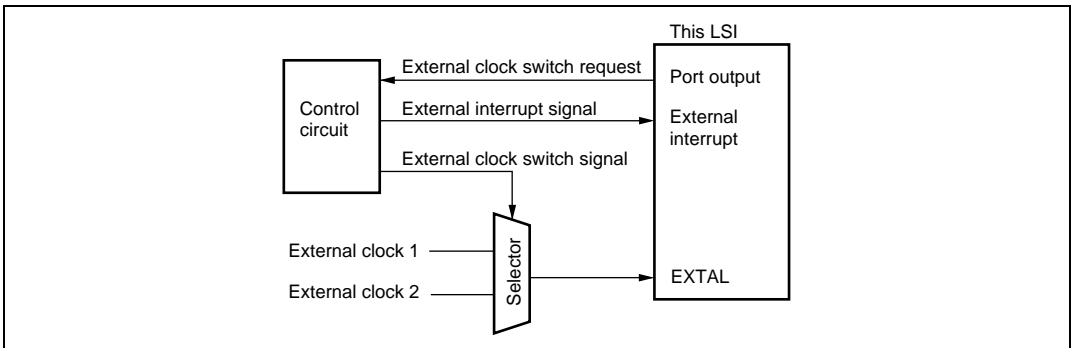 This LSI
External clock switch request
Port output
Control
circuit
External interrupt signal
External
interrupt
External clock switch signal
External clock 1
Selector
External clock 2
EXTAL